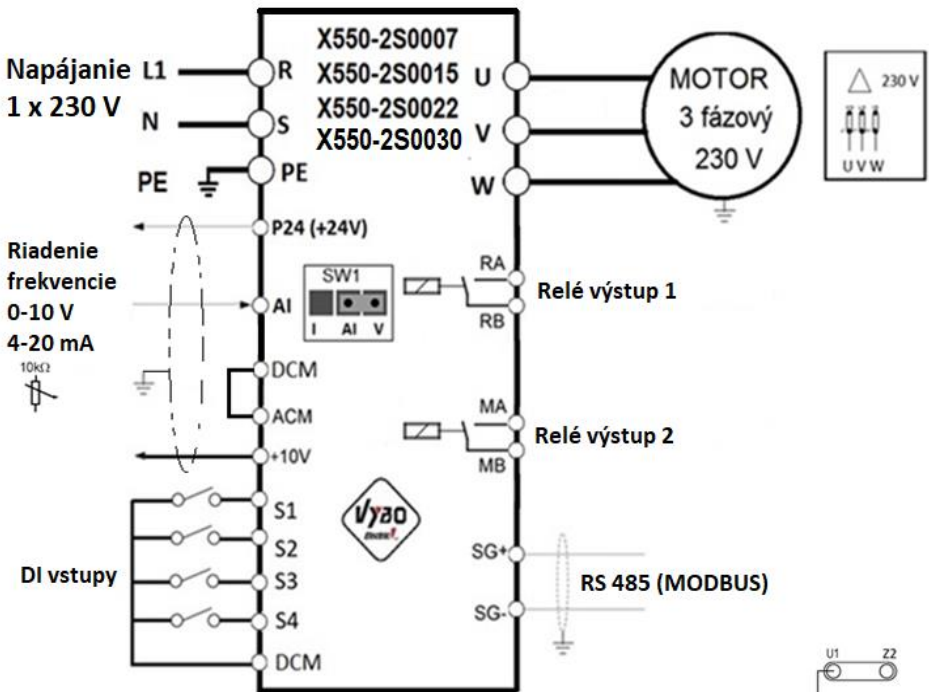 X550-2S0007
X550-2S0015
X550-2S0022
X550-2S0030
Napájanie
1 x 230 V
L1
N
PE
R
S
PE
U
V
W
MOTOR
3 fázový
230 V
230 V
U V W
P24 (+24V)
Riadenie
frekvencie
0-10 V
4-20 mA
10kΩ
AI
SW1
I AI V
DCM
ACM
+10V
RA
RB
Relé výstup 1
MA
MB
Relé výstup 2
DI vstupy
S1
S2
S3
S4
DCM
VYBO
SG+
SG-
RS 485 (MODBUS)
U1 Z2